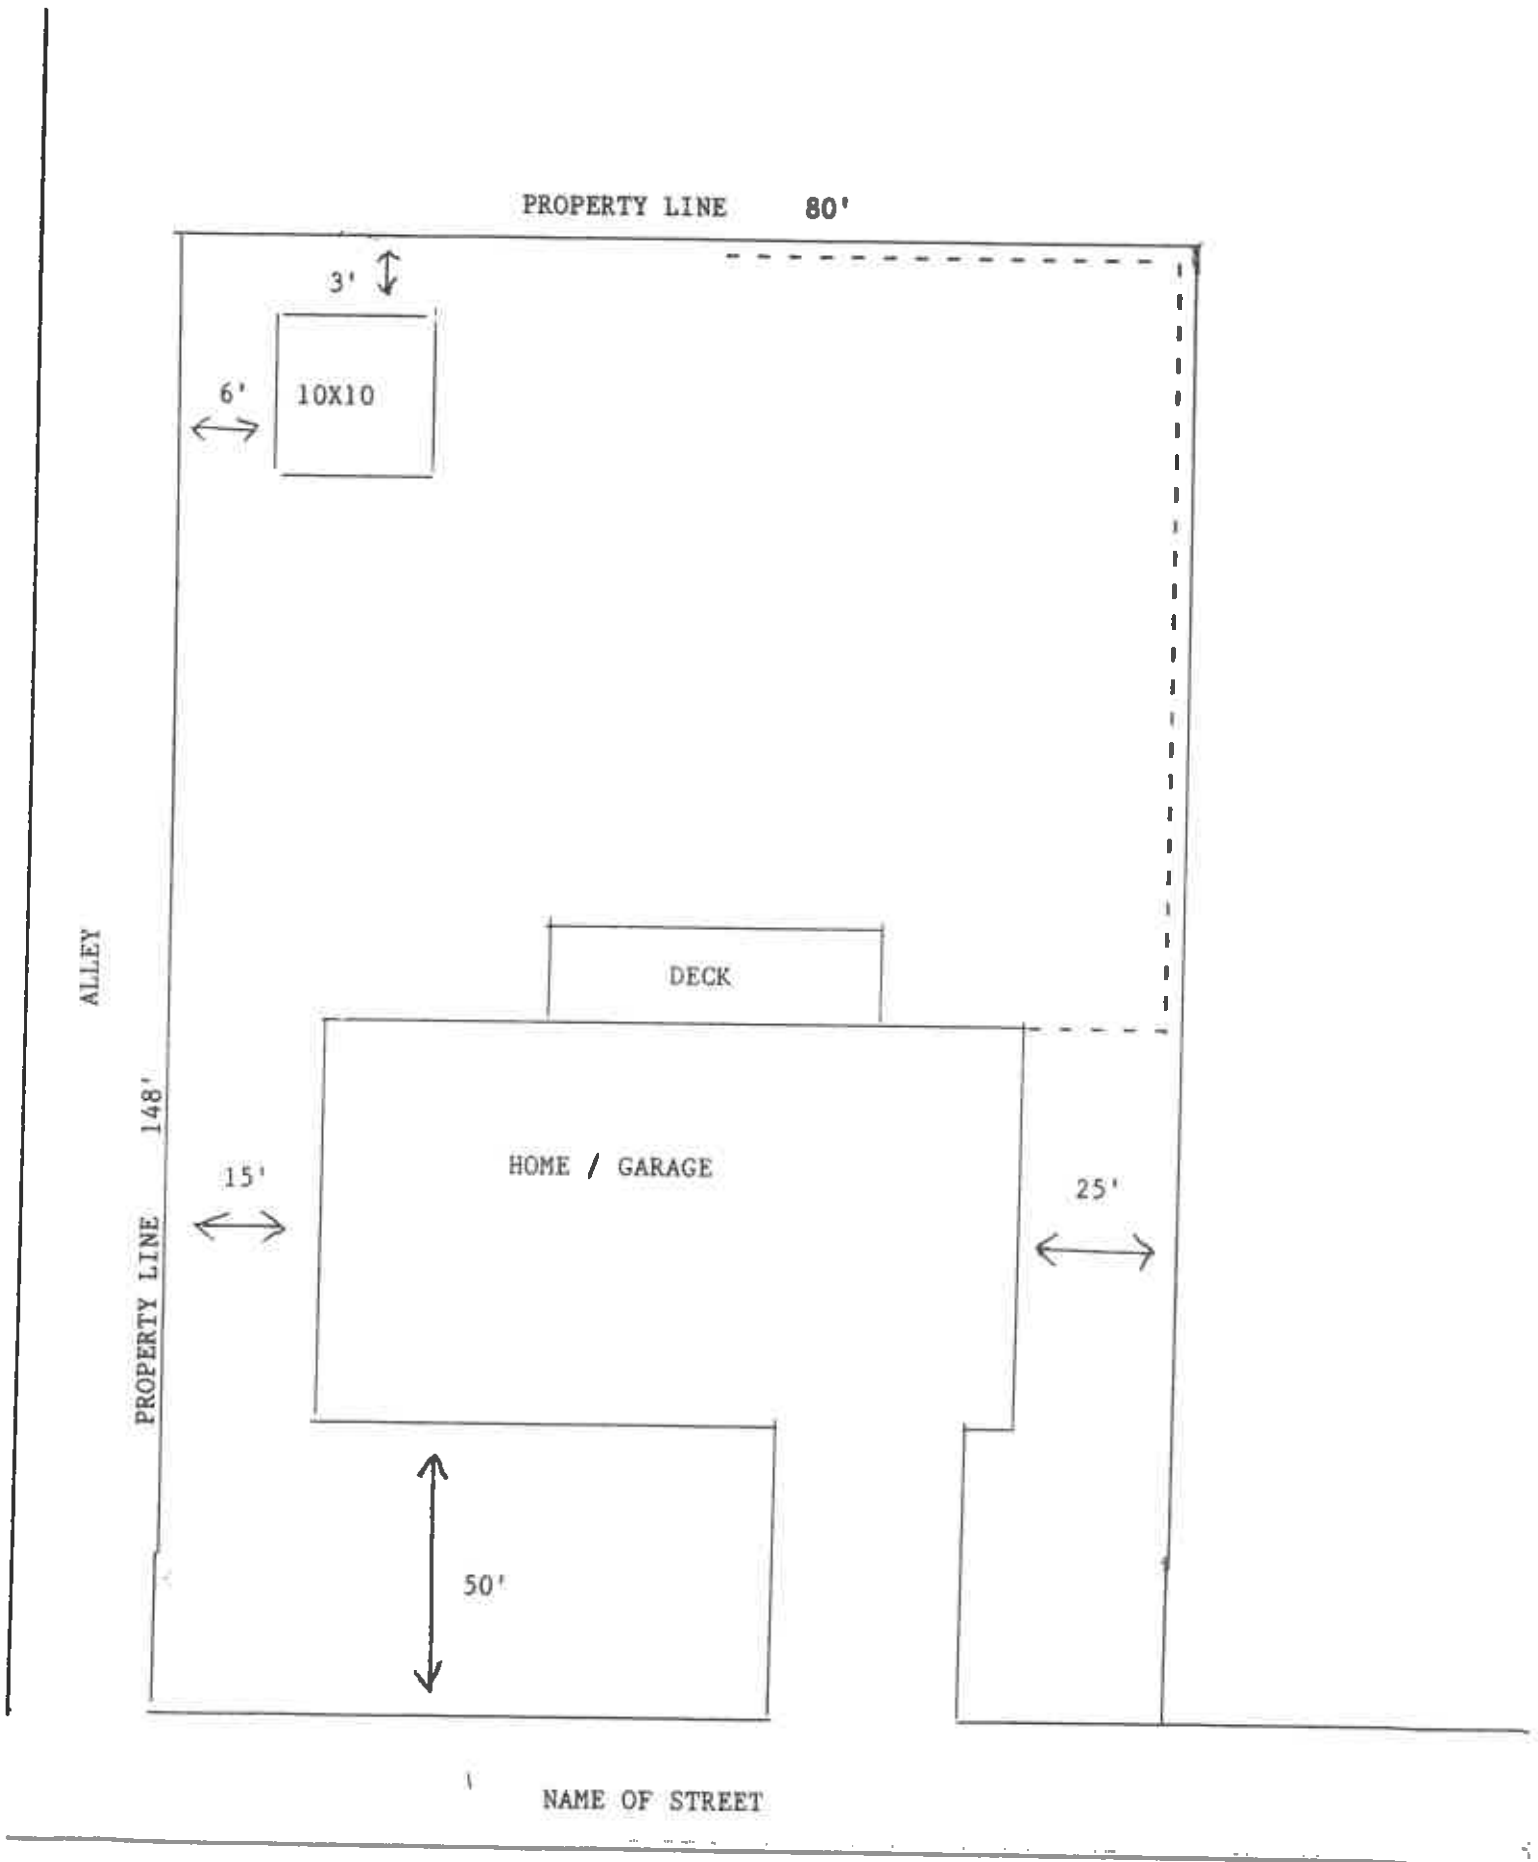 PROPERTY LINE 80'
3'
6'
10X10
ALLEY
DECK
PROPERTY LINE 148'
15'
HOME / GARAGE
25'
50'
NAME OF STREET